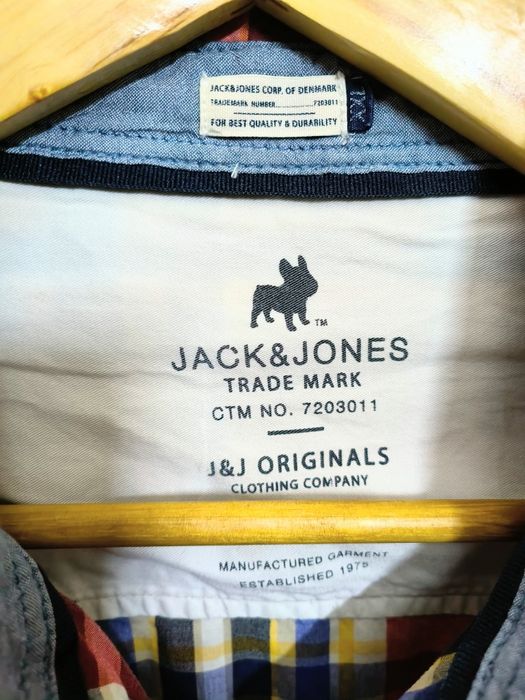 JACK&JONES CORP. OF DENMARK
TRADEMARK NUMBER..............7203011
FOR BEST QUALITY & DURABILITY
TM
JACK&JONES
TRADE MARK
CTM NO. 7203011
J&J ORIGINALS
CLOTHING COMPANY
MANUFACTURED GARMENT
ESTABLISHED 1975